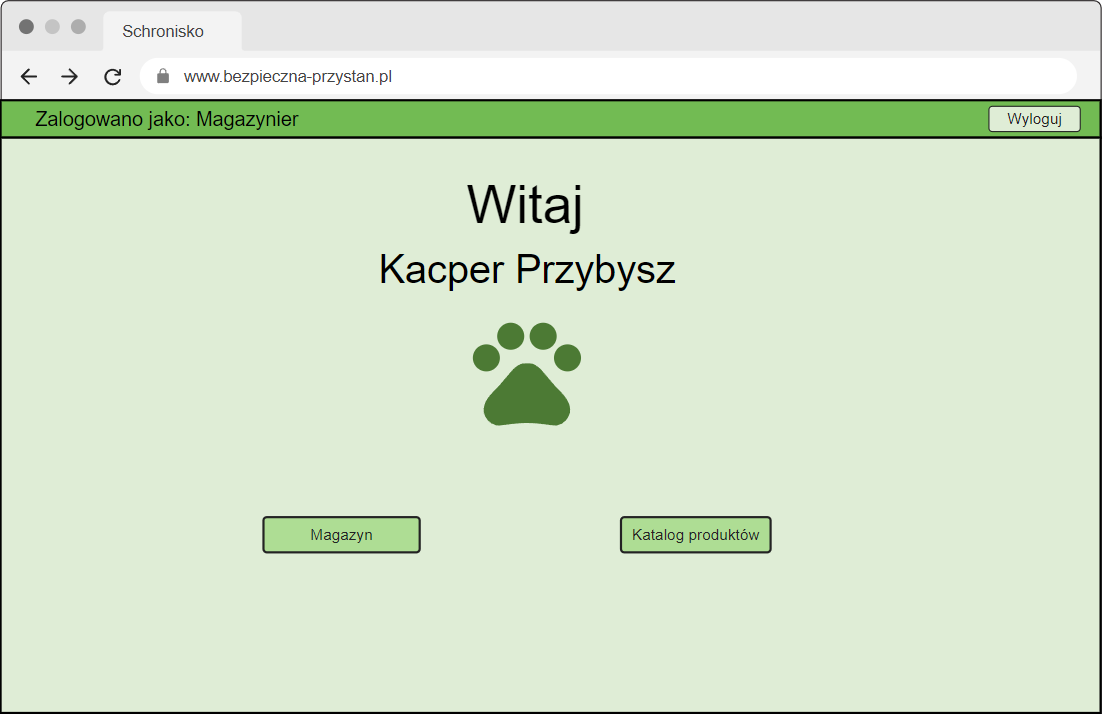 Schronisko
www.bezpieczna-przystan.pl
Zalogowano jako: Magazynier
Wyloguj
Witaj
Kacper Przybysz
Magazyn
Katalog produktów